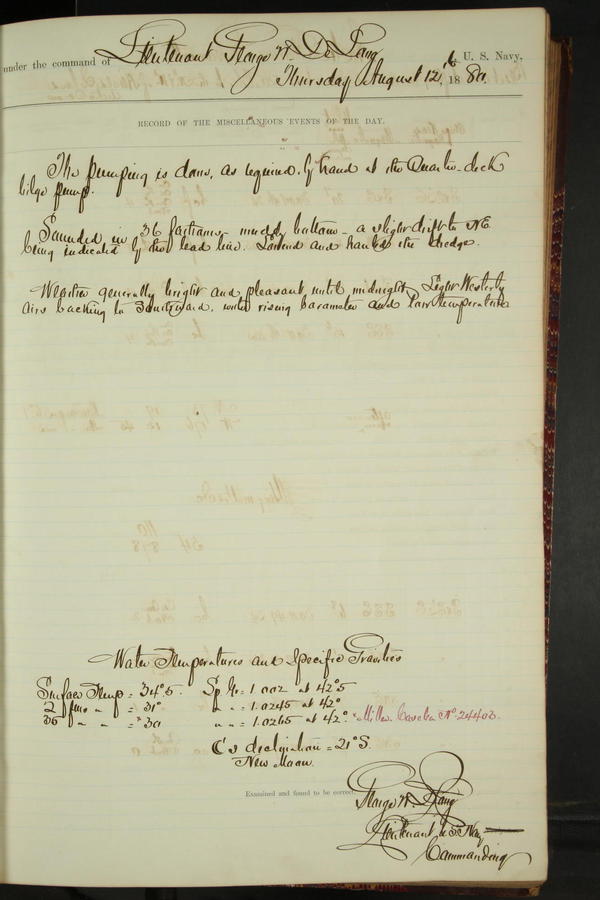 under the command of Lieutenant George W. De Long, U. S. Navy,
Thursday August 12, 1880.
RECORD OF THE MISCELLANEOUS EVENTS OF THE DAY.
The pumping is done, as required, by hand at the Quarter-deck
bilge pump.
Sounded in 36 fathoms - muddy bottom - a slight drift to NE
being indicated by the lead line. Lowered and hauled the dredge.
Weather generally bright and pleasant until midnight. Light Westerly
airs backing to Southward, with rising barometer and temperature
Water Temperatures and Specific Gravities
Surface Temp = 34°5. Sp. Gr = 1.002 at 42°5
2 fms " " = 31° " " = 1.0245 at 42°
36 " " " = 30 " " = 1.0265 at 42°. Miller Casella No. 24403.
C's declination = 21° S.
New Moon.
Examined and found to be correct.
George W. De Long
Lieutenant U.S. Navy
Commanding